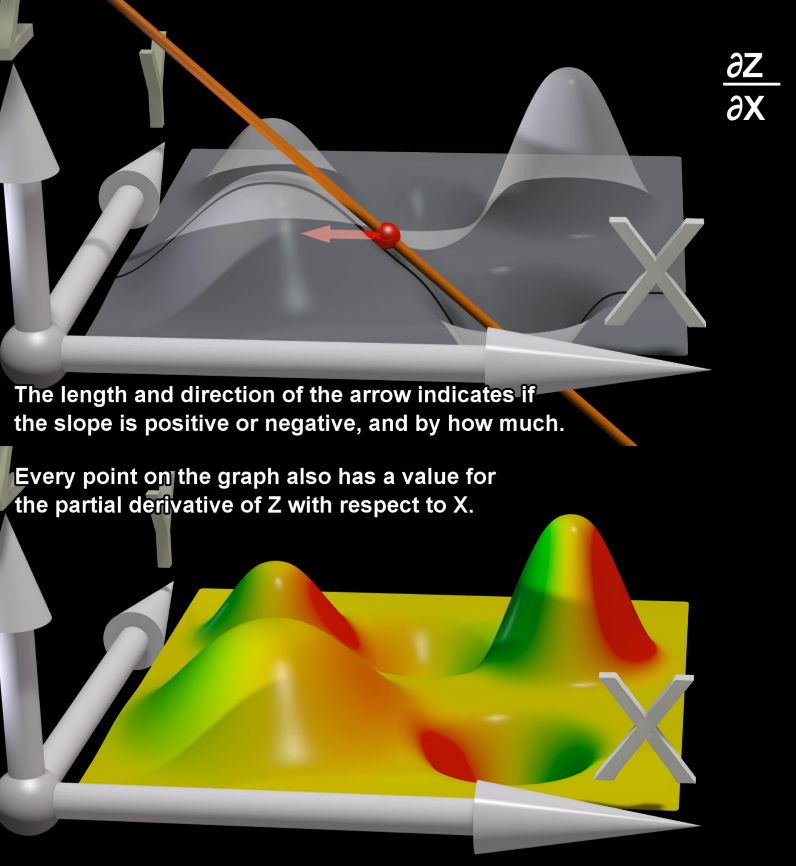 Z
Y
∂Z
∂X
X
The length and direction of the arrow indicates if
the slope is positive or negative, and by how much.
Every point on the graph also has a value for
the partial derivative of Z with respect to X.
Y
X